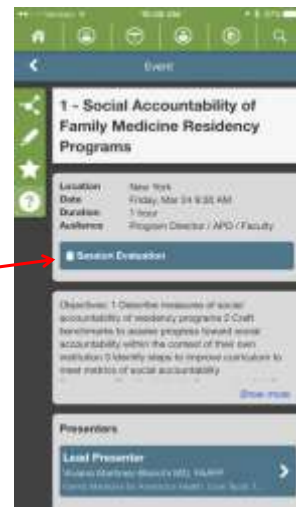 Event
1 - Social Accountability of
Family Medicine Residency
Programs
Location New York
Date Friday, Mar 24 8:30 AM
Duration 1 hour
Audience Program Director / APD / Faculty
Session Evaluation
Objectives: 1 Describe measures of social
accountability of residency programs 2 Craft
benchmarks to assess progress toward social
accountability within the context of their own
institution 3 Identify steps to improve curriculum to
meet metrics of social accountability
Show more
Presenters
Lead Presenter
MD, FAAFP